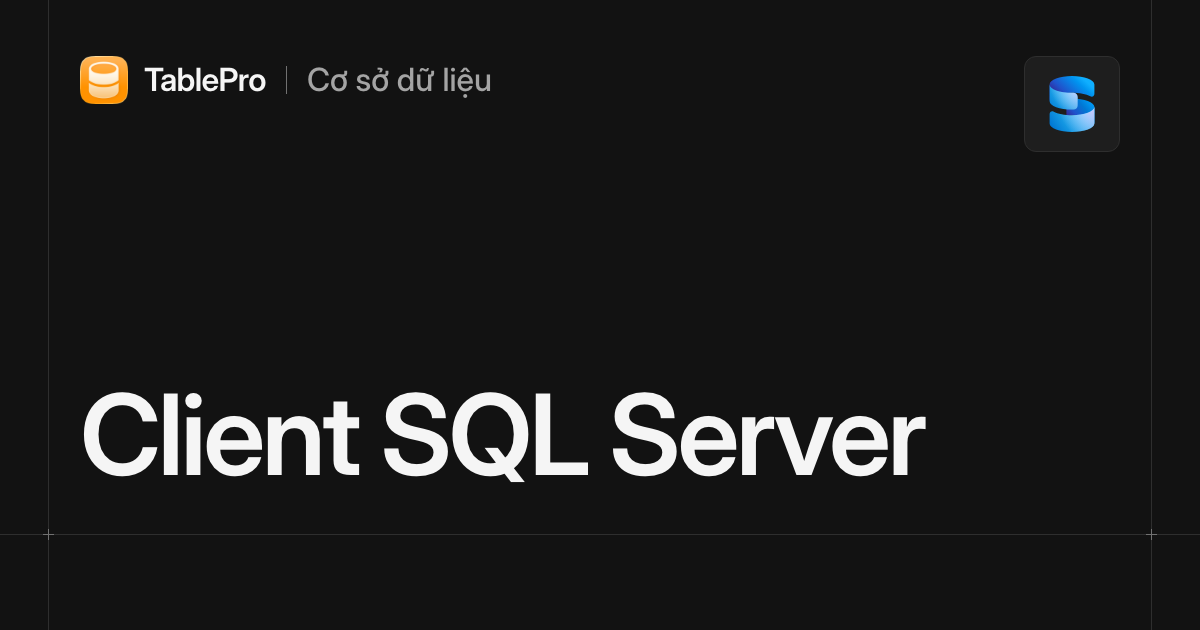 TablePro | Cơ sở dữ liệu
Client SQL Server